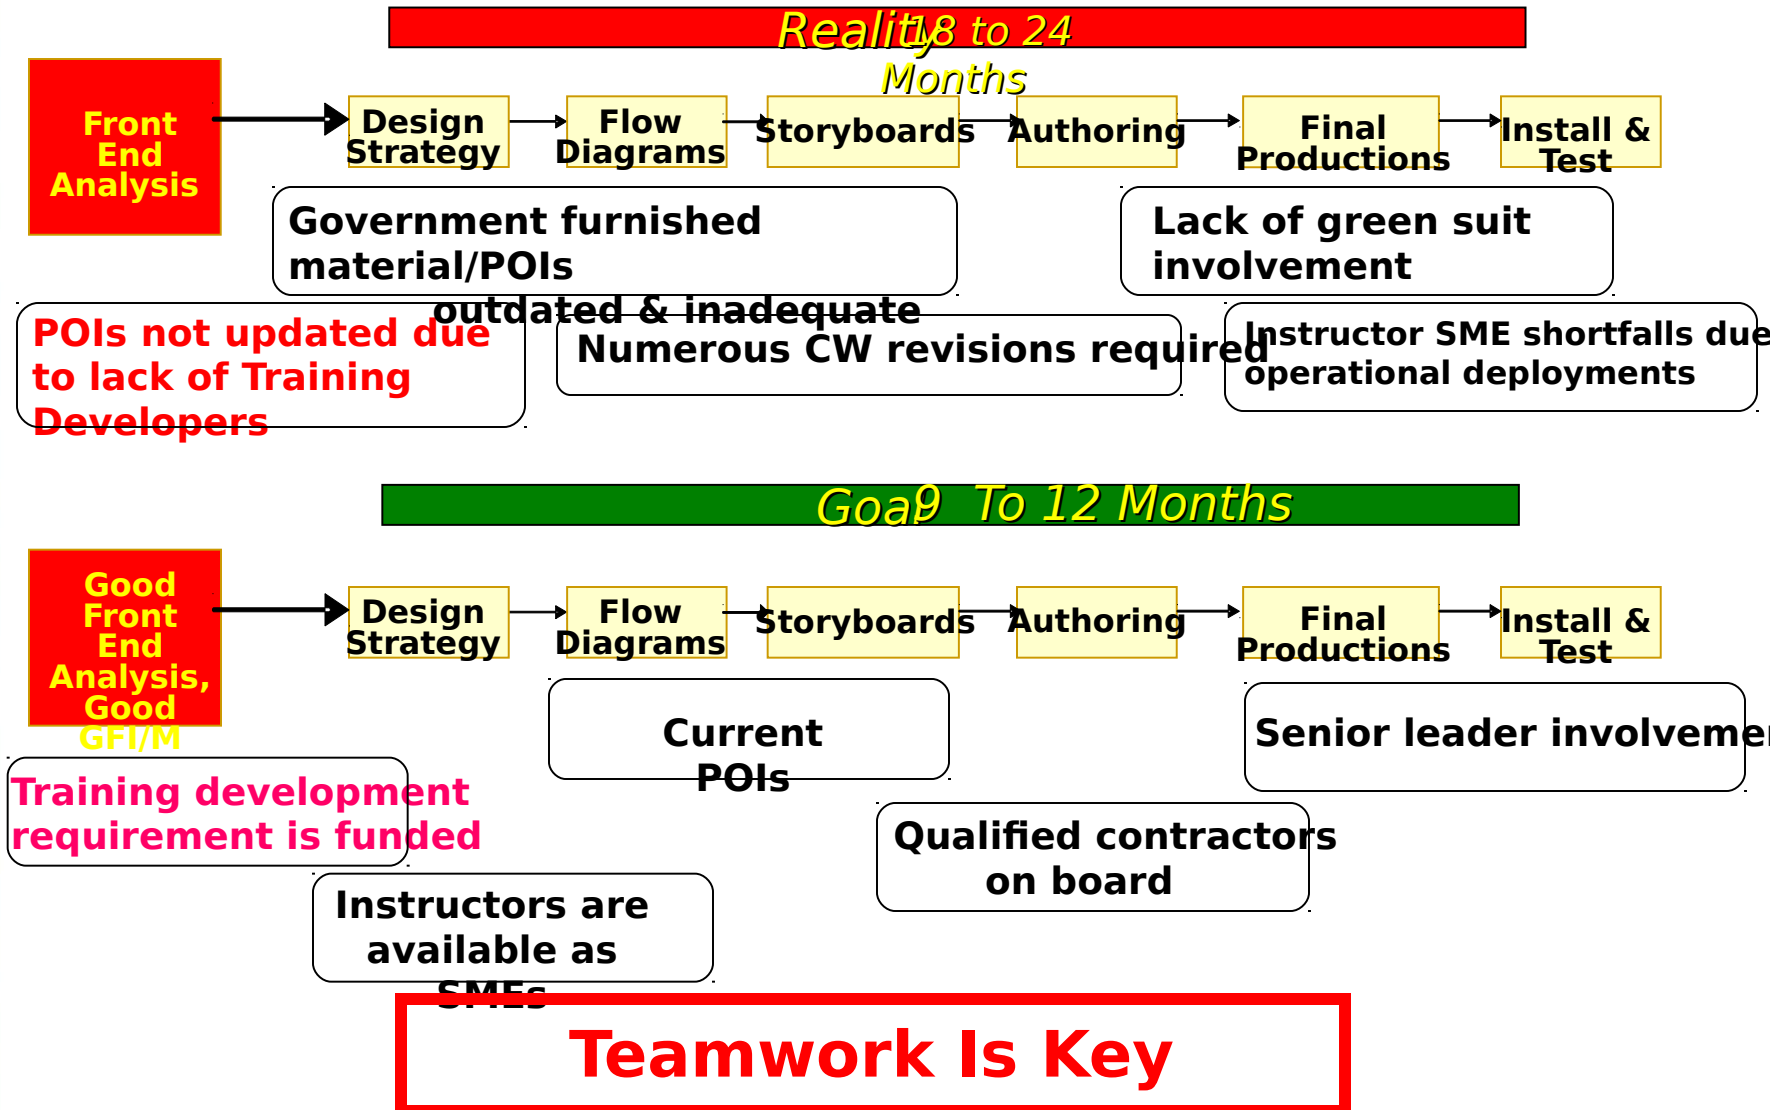 Reality
18 to 24
Months
Front
End
Analysis
Design
Strategy
Flow
Diagrams
Storyboards
Authoring
Final
Productions
Install &
Test
Government furnished
material/POIs
outdated & inadequate
Lack of green suit
involvement
POIs not updated due
to lack of Training
Developers
Numerous CW revisions required
Instructor SME shortfalls due
operational deployments
Goal
9 To 12 Months
Good
Front
End
Analysis,
Good
GFI/M
Design
Strategy
Flow
Diagrams
Storyboards
Authoring
Final
Productions
Install &
Test
Current
POIs
Senior leader
Training development
requirement is funded
Qualified contractors
on board
Instructors are
available as
SMEs
Teamwork Is Key